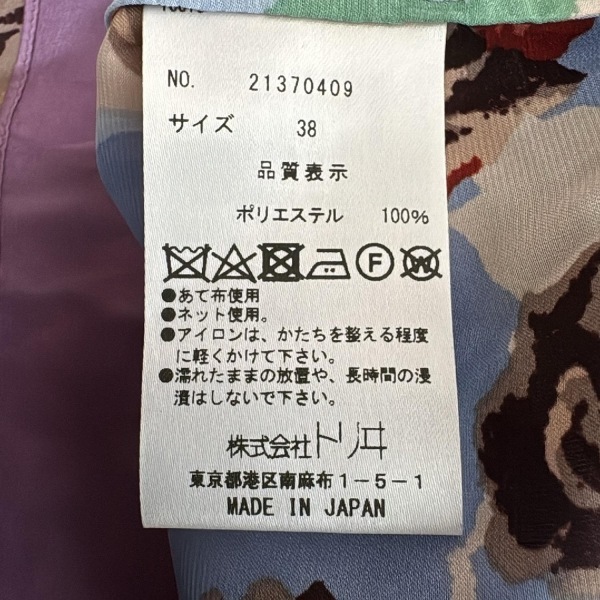 NO. 21370409
サイズ 38
品質表示
ポリエステル 100%
F W
●あて布使用
●ネット使用。
●アイロンは、かたちを整える程度
に軽くかけて下さい。
●濡れたままの放置や、長時間の浸
漬はしないで下さい。
株式会社トリヰ
東京都港区南麻布1-5-1
MADE IN JAPAN